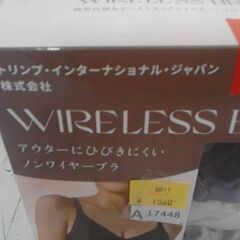 WIRELESS
トリンプ・インターナショナル・ジャパン
株式会社
WIRELESS B
アウターにひびきにくい
ノンワイヤーブラ
A 17448